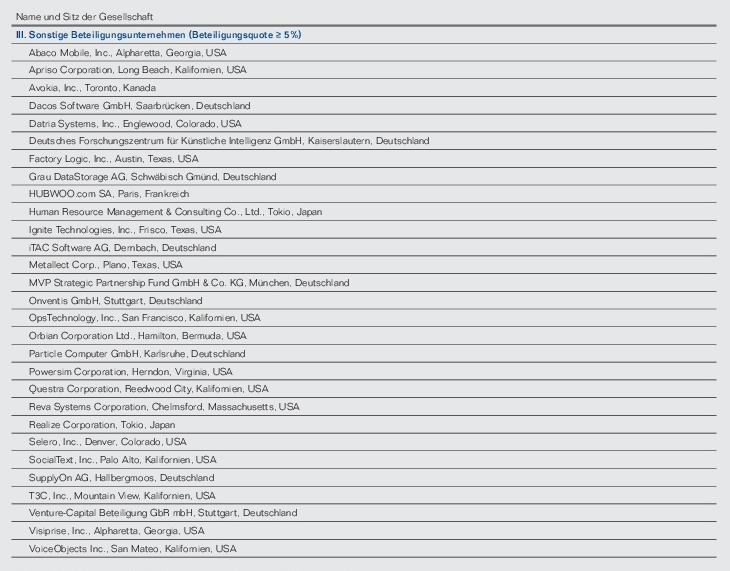 Name und Sitz der Gesellschaft
III. Sonstige Beteiligungsunternehmen (Beteiligungsquote ≥ 5%)
Abaco Mobile, Inc., Alpharetta, Georgia, USA
Apriso Corporation, Long Beach, Kalifornien, USA
Avokia, Inc., Toronto, Kanada
Dacos Software GmbH, Saarbrücken, Deutschland
Datria Systems, Inc., Englewood, Colorado, USA
Deutsches Forschungszentrum für Künstliche Intelligenz GmbH, Kaiserslautern, Deutschland
Factory Logic, Inc., Austin, Texas, USA
Grau DataStorage AG, Schwäbisch Gmünd, Deutschland
HUBWOO.com SA, Paris, Frankreich
Human Resource Management & Consulting Co., Ltd., Tokio, Japan
Ignite Technologies, Inc., Frisco, Texas, USA
iTAC Software AG, Dernbach, Deutschland
Metallect Corp., Plano, Texas, USA
MVP Strategic Partnership Fund GmbH & Co. KG, München, Deutschland
Onventis GmbH, Stuttgart, Deutschland
OpsTechnology, Inc., San Francisco, Kalifornien, USA
Orbian Corporation Ltd., Hamilton, Bermuda, USA
Particle Computer GmbH, Karlsruhe, Deutschland
Powersim Corporation, Herndon, Virginia, USA
Questra Corporation, Reedwood City, Kalifornien, USA
Reva Systems Corporation, Chelmsford, Massachusetts, USA
Realize Corporation, Tokio, Japan
Selero, Inc., Denver, Colorado, USA
SocialText, Inc., Palo Alto, Kalifornien, USA
SupplyOn AG, Hallbergmoos, Deutschland
T3C, Inc., Mountain View, Kalifornien, USA
Venture-Capital Beteiligung GbR mbH, Stuttgart, Deutschland
Visiprise, Inc., Alpharetta, Georgia, USA
VoiceObjects Inc., San Mateo, Kalifornien, USA